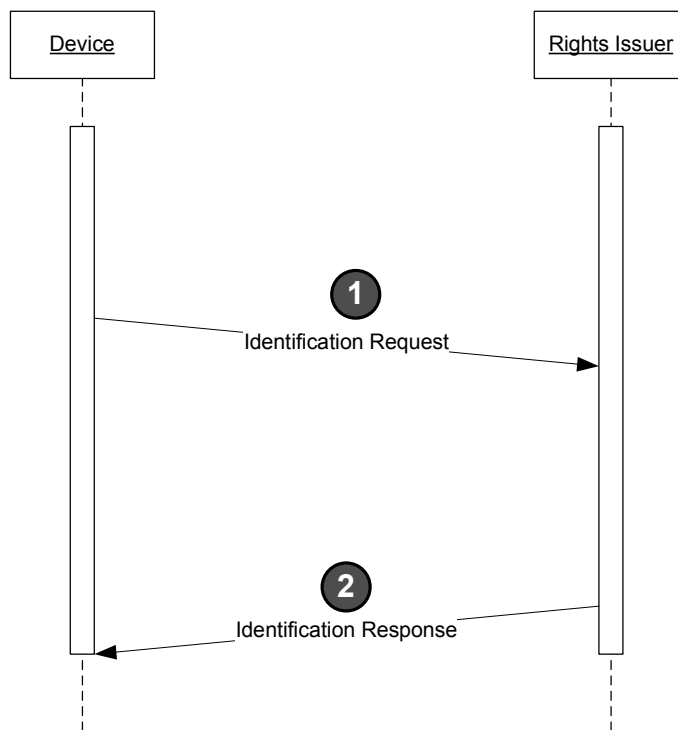 Device
Rights Issuer
1
Identification Request
2
Identification Response